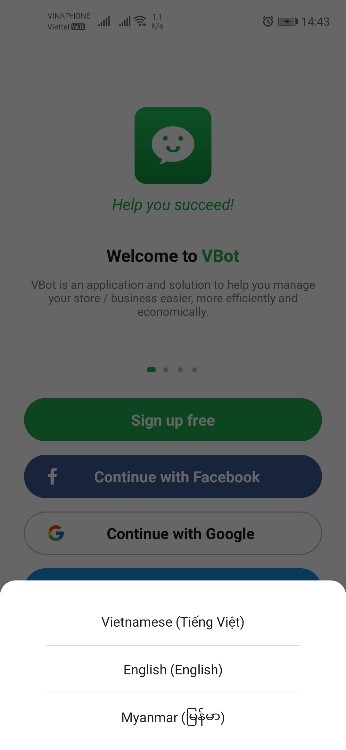 VINAPHONE
Viettel VoLTE
1.1
K/s
14:43
Help you succeed!
Welcome to VBot
VBot is an application and solution to help you manage
your store / business easier, more efficiently and
economically.
Sign up free
Continue with Facebook
Continue with Google
Vietnamese (Tiếng Việt)
English (English)
Myanmar (မြန်မာ)